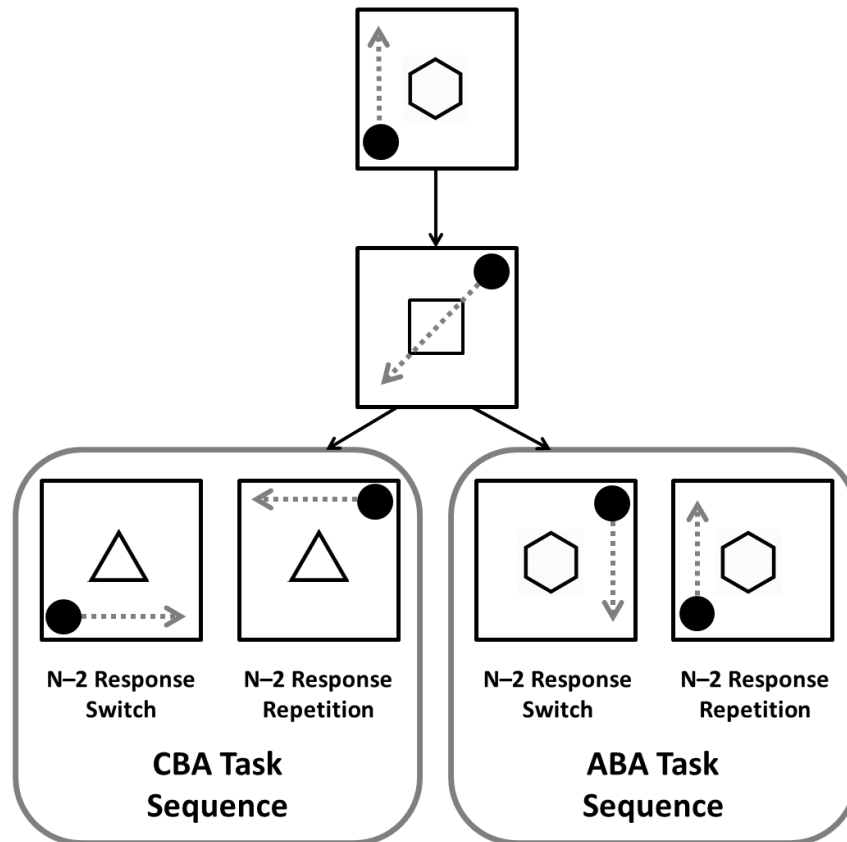 N–2 Response
Switch
N–2 Response
Repetition
CBA Task
Sequence
N–2 Response
Switch
N–2 Response
Repetition
ABA Task
Sequence